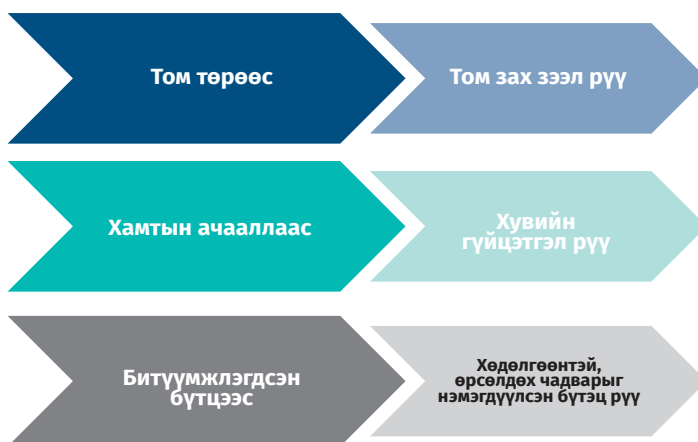 Том төрөөс
Том зах зээл рүү
Хамтын ачааллаас
Хувийн
гүйцэтгэл рүү
Битүүмжлэгдсэн
бүтцээс
Хөдөлгөөнтэй,
өрсөлдөх чадварыг
нэмэгдүүлсэн бүтэц рүү